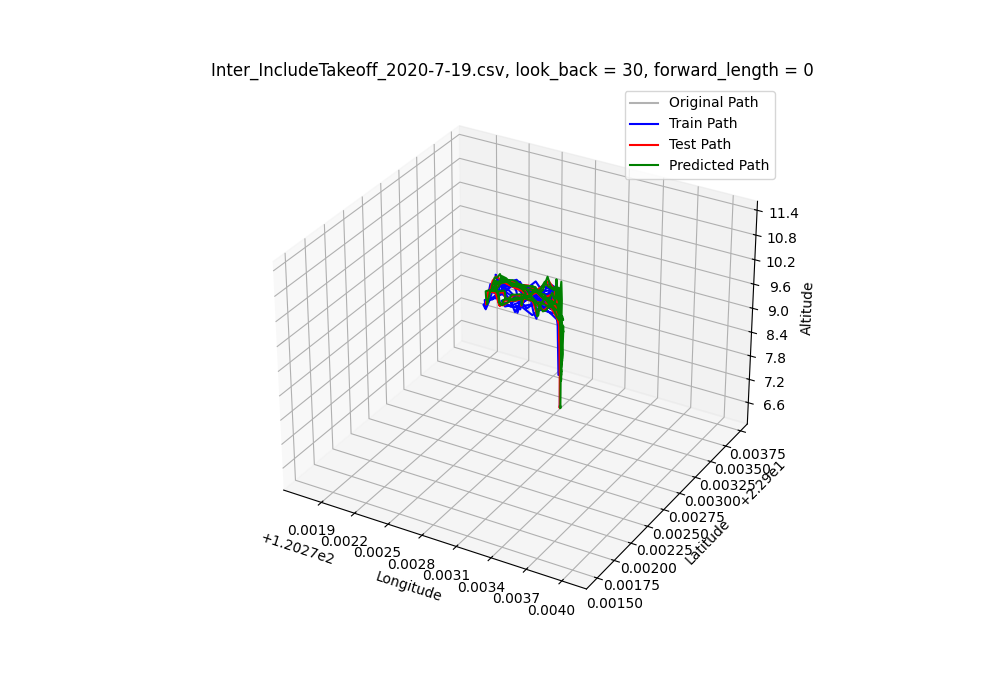 Inter_IncludeTakeoff_2020-7-19.csv, look_back = 30, forward_length = 0
Original Path
Train Path
Test Path
Predicted Path
11.4
10.8
10.2
9.6
9.0
8.4
7.8
7.2
6.6
Altitude
0.00375
0.00350
0.00325
0.00300
0.00275
0.00250
0.00225
0.00200
0.00175
0.00150
+2.29e1
Latitude
0.0019
0.0022
0.0025
0.0028
0.0031
0.0034
0.0037
0.0040
+1.2027e2
Longitude